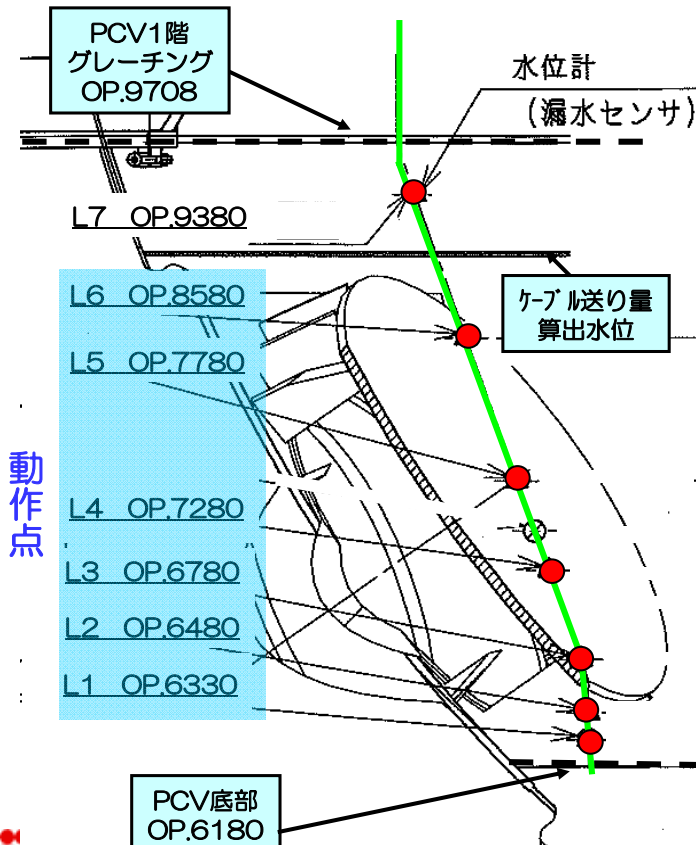 PCV1階
グレーチング
OP.9708
水位計
(漏水センサ)
L7 OP.9380
L6 OP.8580
ケーブル送り量
算出水位
L5 OP.7780
動作点
L4 OP.7280
L3 OP.6780
L2 OP.6480
L1 OP.6330
PCV底部
OP.6180